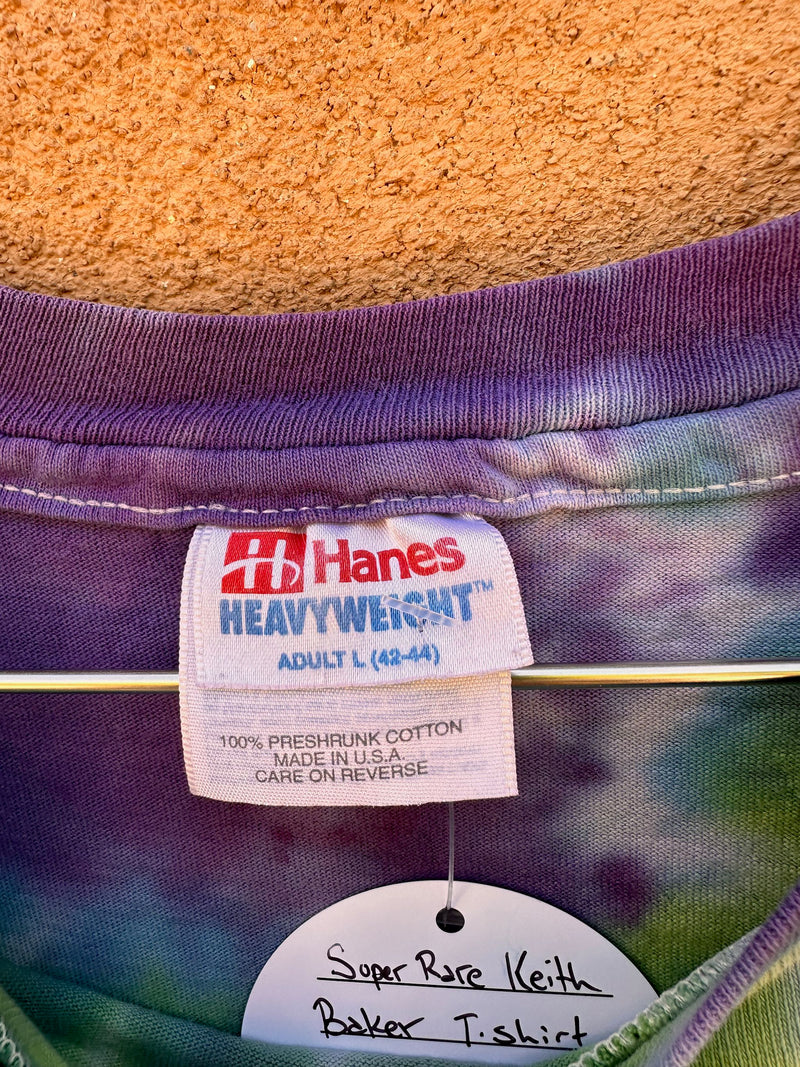 Hanes
HEAVYWEIGHT™
ADULT L (42-44)
100% PRESHRUNK COTTON
MADE IN U.S.A.
CARE ON REVERSE
Super Rare Keith
Baker T-shirt